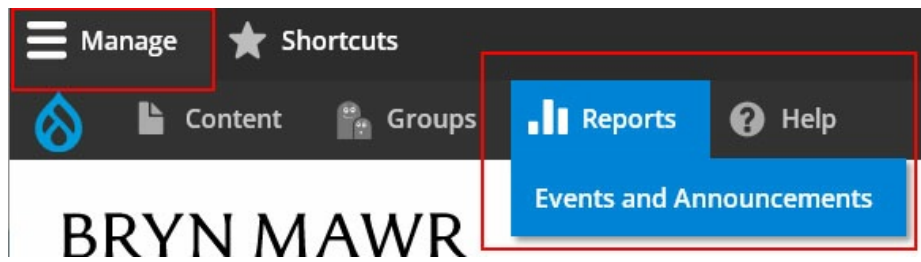 Manage Shortcuts
Content Groups Reports Help
Events and Announcements
BRYN MAWR